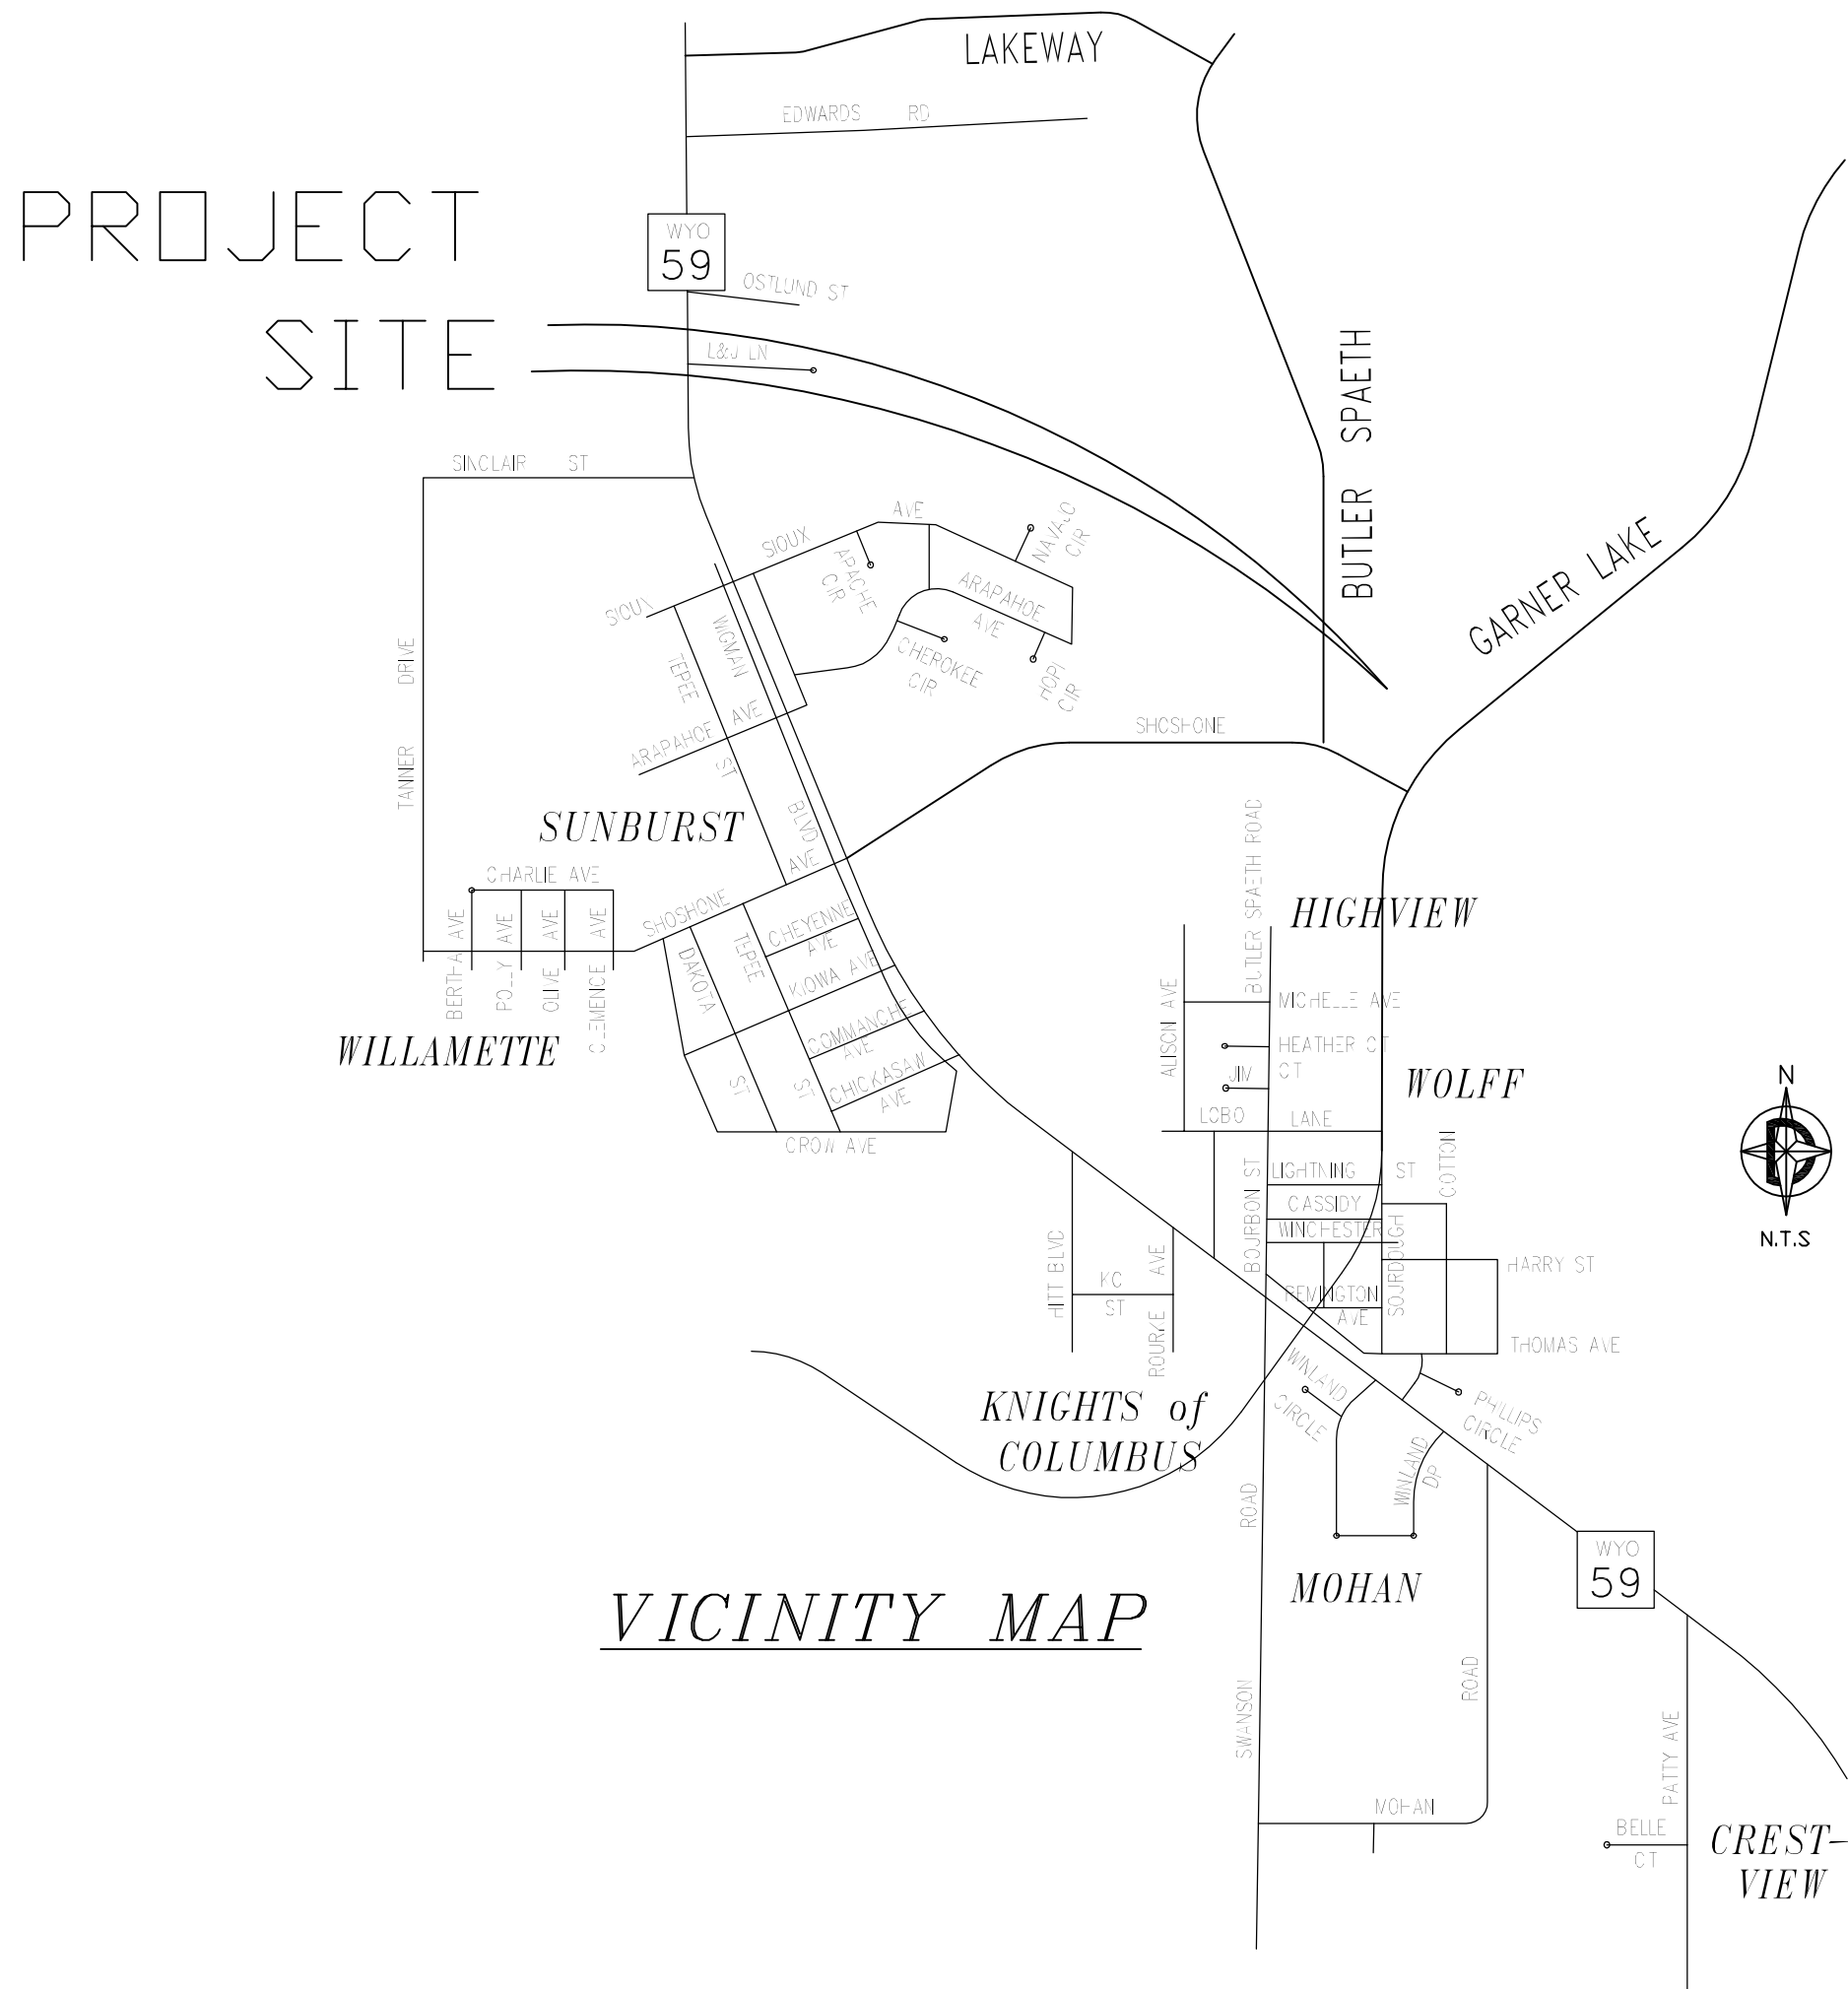 LAKEWAY
EDWARDS RD
PROJECT
SITE
WYO
59
OSTLUND ST
L&J LN
BUTLER SPAETH
SINCLAIR ST
SIOUX AVE
NAVAJO
CIR
APACHE
CIR
ARAPAHOE
AVE
GARNER LAKE
SIOUX
WIGMAN BLVD
TEPEE ST
CHEROKEE
CIR
HOPI
CIR
TANNER DRIVE
ARAPAHOE AVE
SHOSHONE
SUNBURST
SHOSHONE AVE
CHARLIE AVE
BERTHA AVE
POLLY AVE
OLIVE AVE
CLEMENCE AVE
WILLAMETTE
DAKOTA ST
TEPEE ST
CHEYENNE
AVE
KIOWA AVE
COMMANCHE
AVE
CHICKASAW
AVE
CROW AVE
BUTLER SPAETH ROAD
HIGHVIEW
ALISON AVE
MICHELLE AVE
HEATHER CT
JIM CT
WOLFF
LOBO LANE
N
N.T.S
BOURBON ST
LIGHTNING ST
COTTON
CASSIDY
WINCHESTER
SOURDOUGH
HARRY ST
REMINGTON
AVE
THOMAS AVE
HITT BLVD
KC
ST
ROURKE AVE
KNIGHTS of
COLUMBUS
WINLAND
CIRCLE
PHILLIPS
CIRCLE
WINLAND
DR
SWANSON ROAD
MOHAN
WYO
59
VICINITY MAP
MOHAN ROAD
PATTY AVE
BELLE
CT
CREST-
VIEW